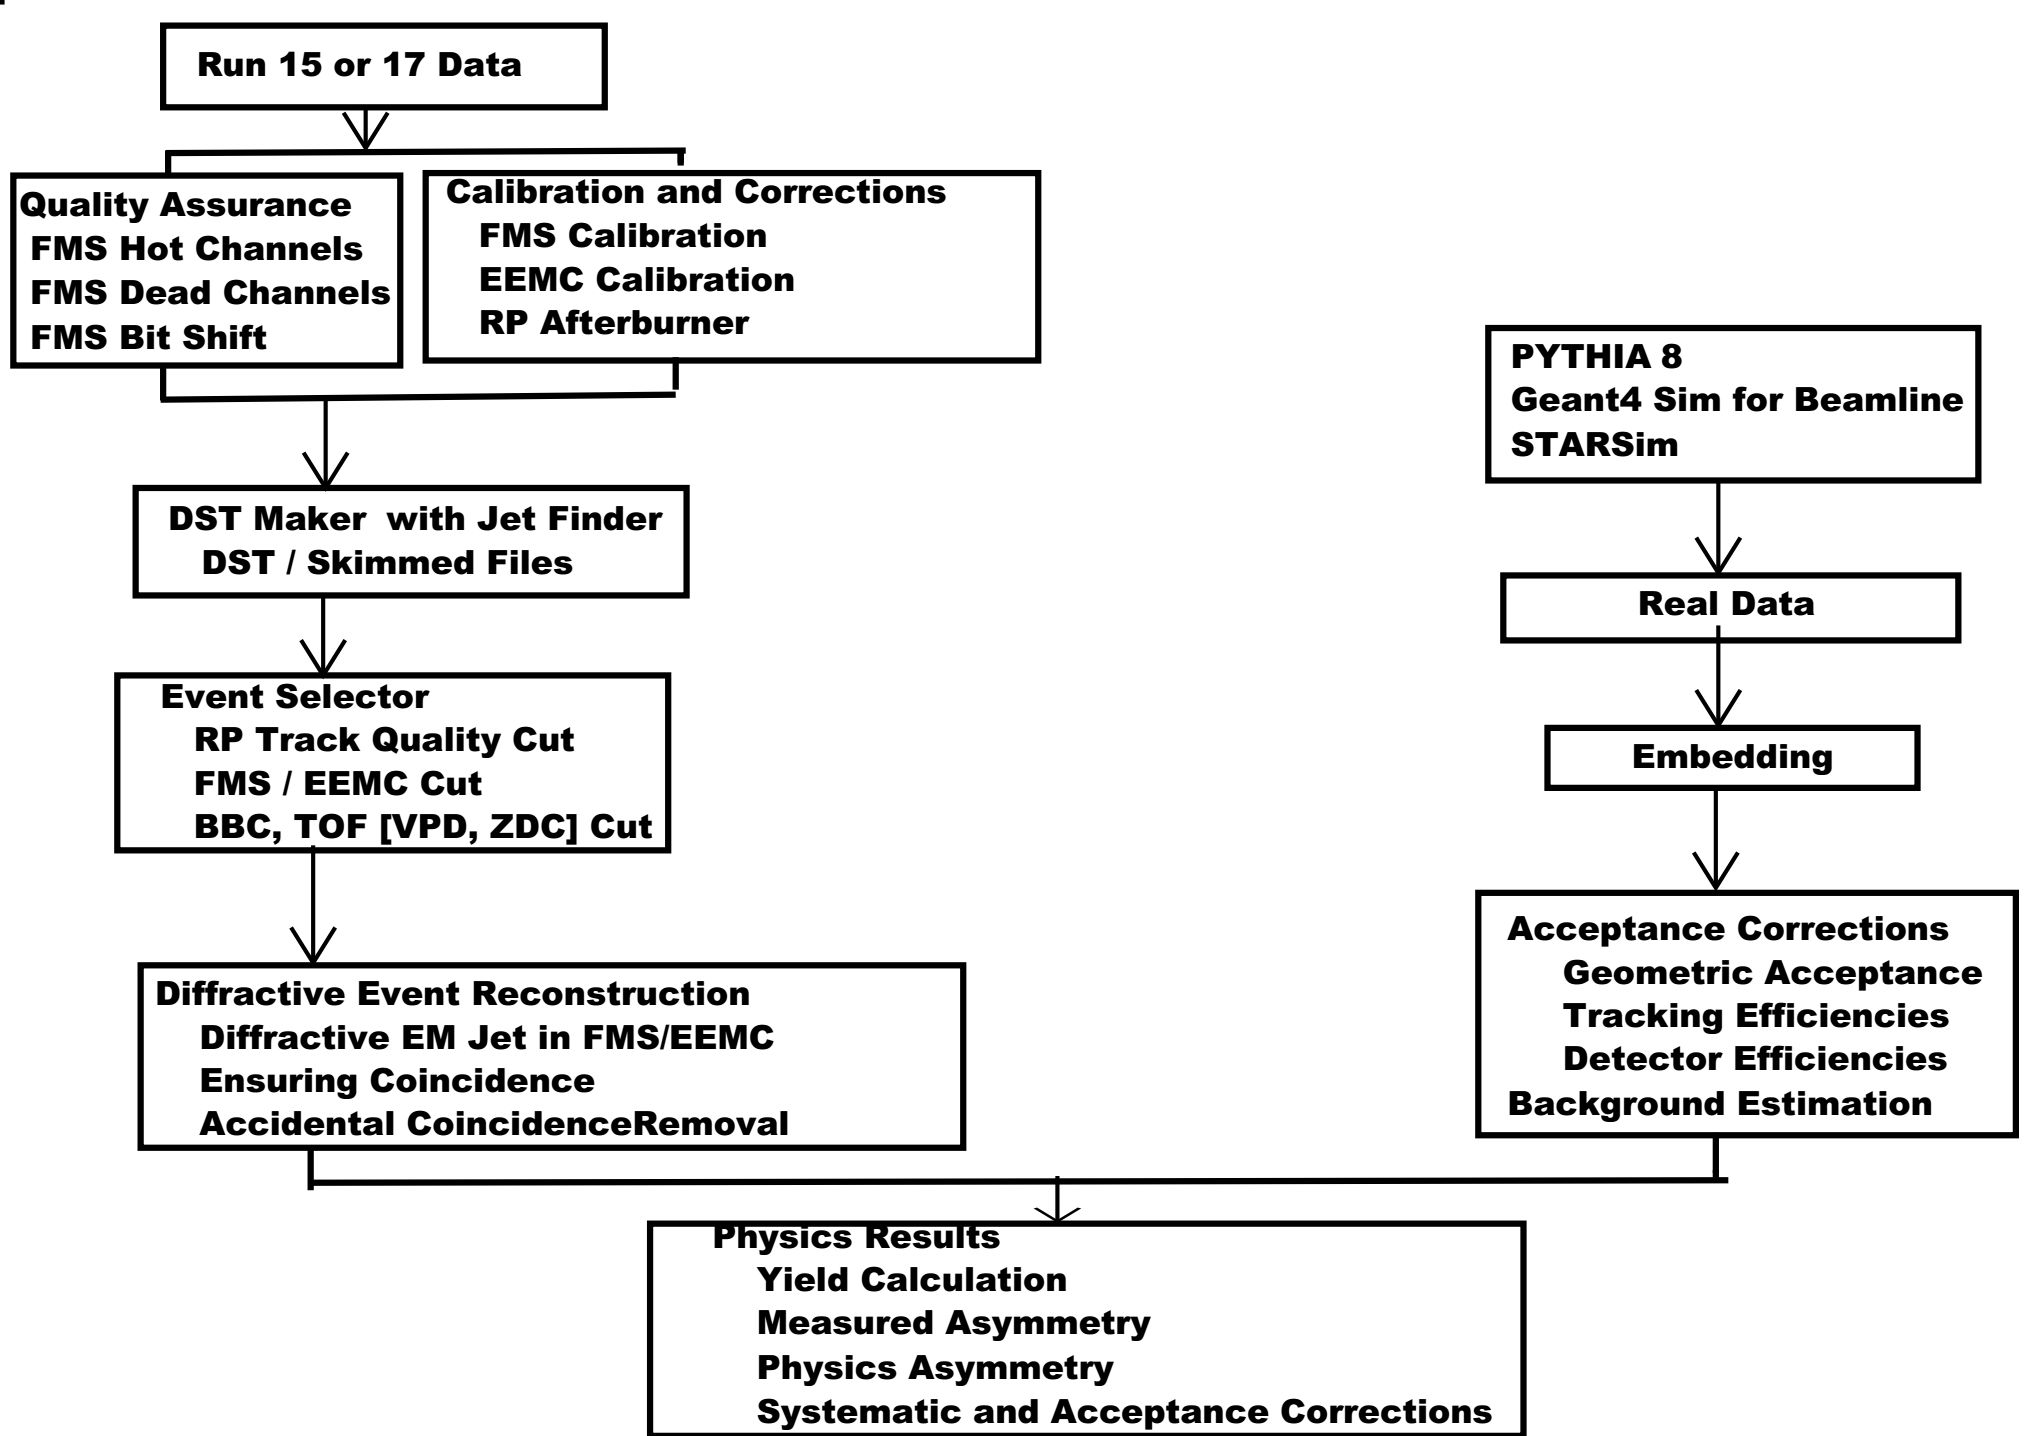 Run 15 or 17 Data
Quality Assurance
FMS Hot Channels
FMS Dead Channels
FMS Bit Shift
Calibration and Corrections
FMS Calibration
EEMC Calibration
RP Afterburner
DST Maker with Jet Finder
DST / Skimmed Files
Event Selector
RP Track Quality Cut
FMS / EEMC Cut
BBC, TOF [VPD, ZDC] Cut
Diffractive Event Reconstruction
Diffractive EM Jet in FMS/EEMC
Ensuring Coincidence
Accidental CoincidenceRemoval
PYTHIA 8
Geant4 Sim for Beamline
STARSim
Real Data
Embedding
Acceptance Corrections
Geometric Acceptance
Tracking Efficiencies
Detector Efficiencies
Background Estimation
Physics Results
Yield Calculation
Measured Asymmetry
Physics Asymmetry
Systematic and Acceptance Corrections